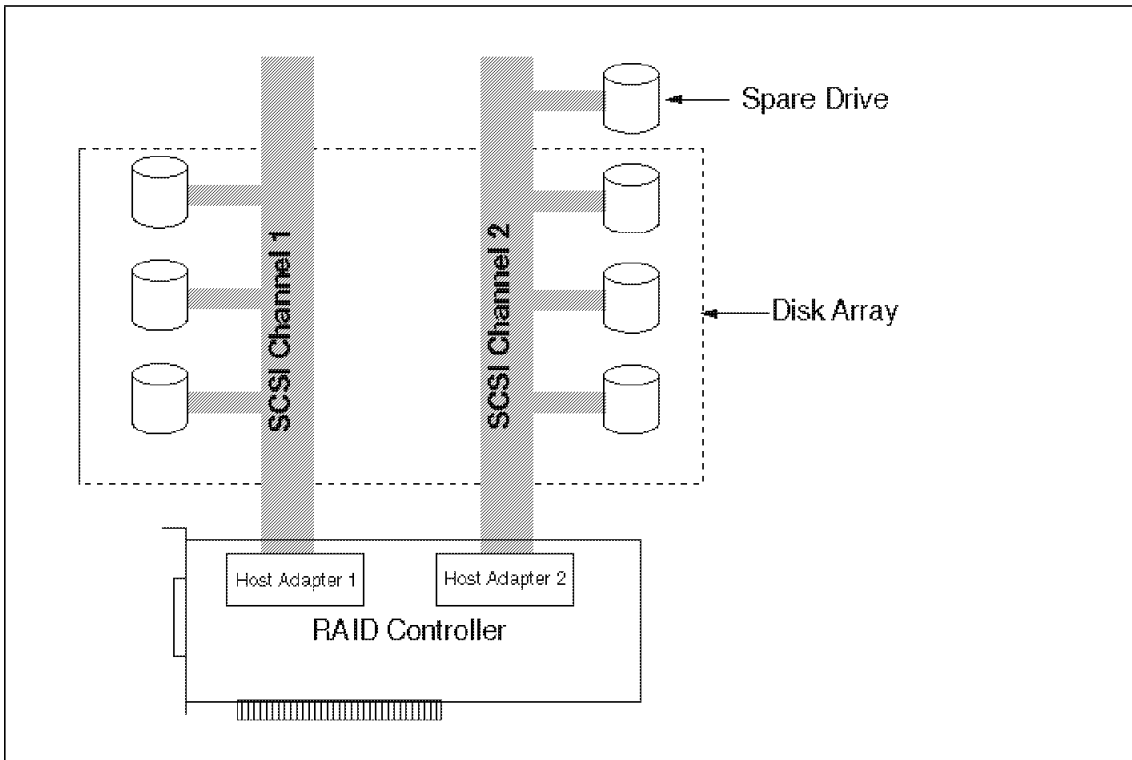 Spare Drive
SCSI Channel 1
SCSI Channel 2
Disk Array
Host Adapter 1
Host Adapter 2
RAID Controller